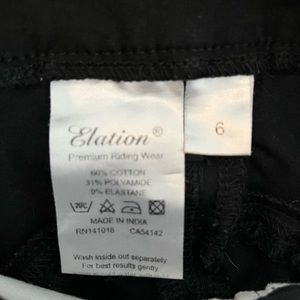 Elation®
Premium Riding Wear
60% COTTON
31% POLYAMIDE
9% ELASTANE
MADE IN INDIA
RN141018 CA54142
Wash inside out separately
For best results gently
6